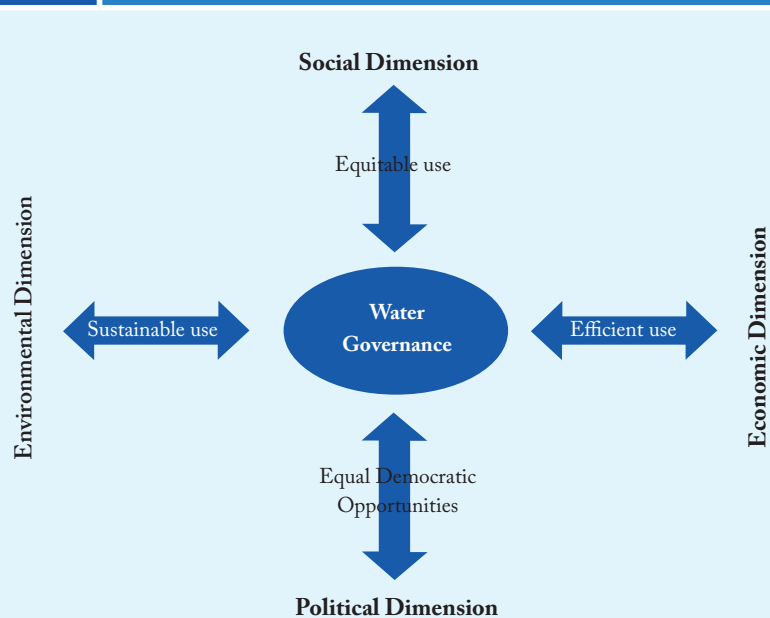 Social Dimension
Equitable use
Environmental Dimension
Sustainable use
Water
Governance
Efficient use
Economic Dimension
Equal Democratic
Opportunities
Political Dimension